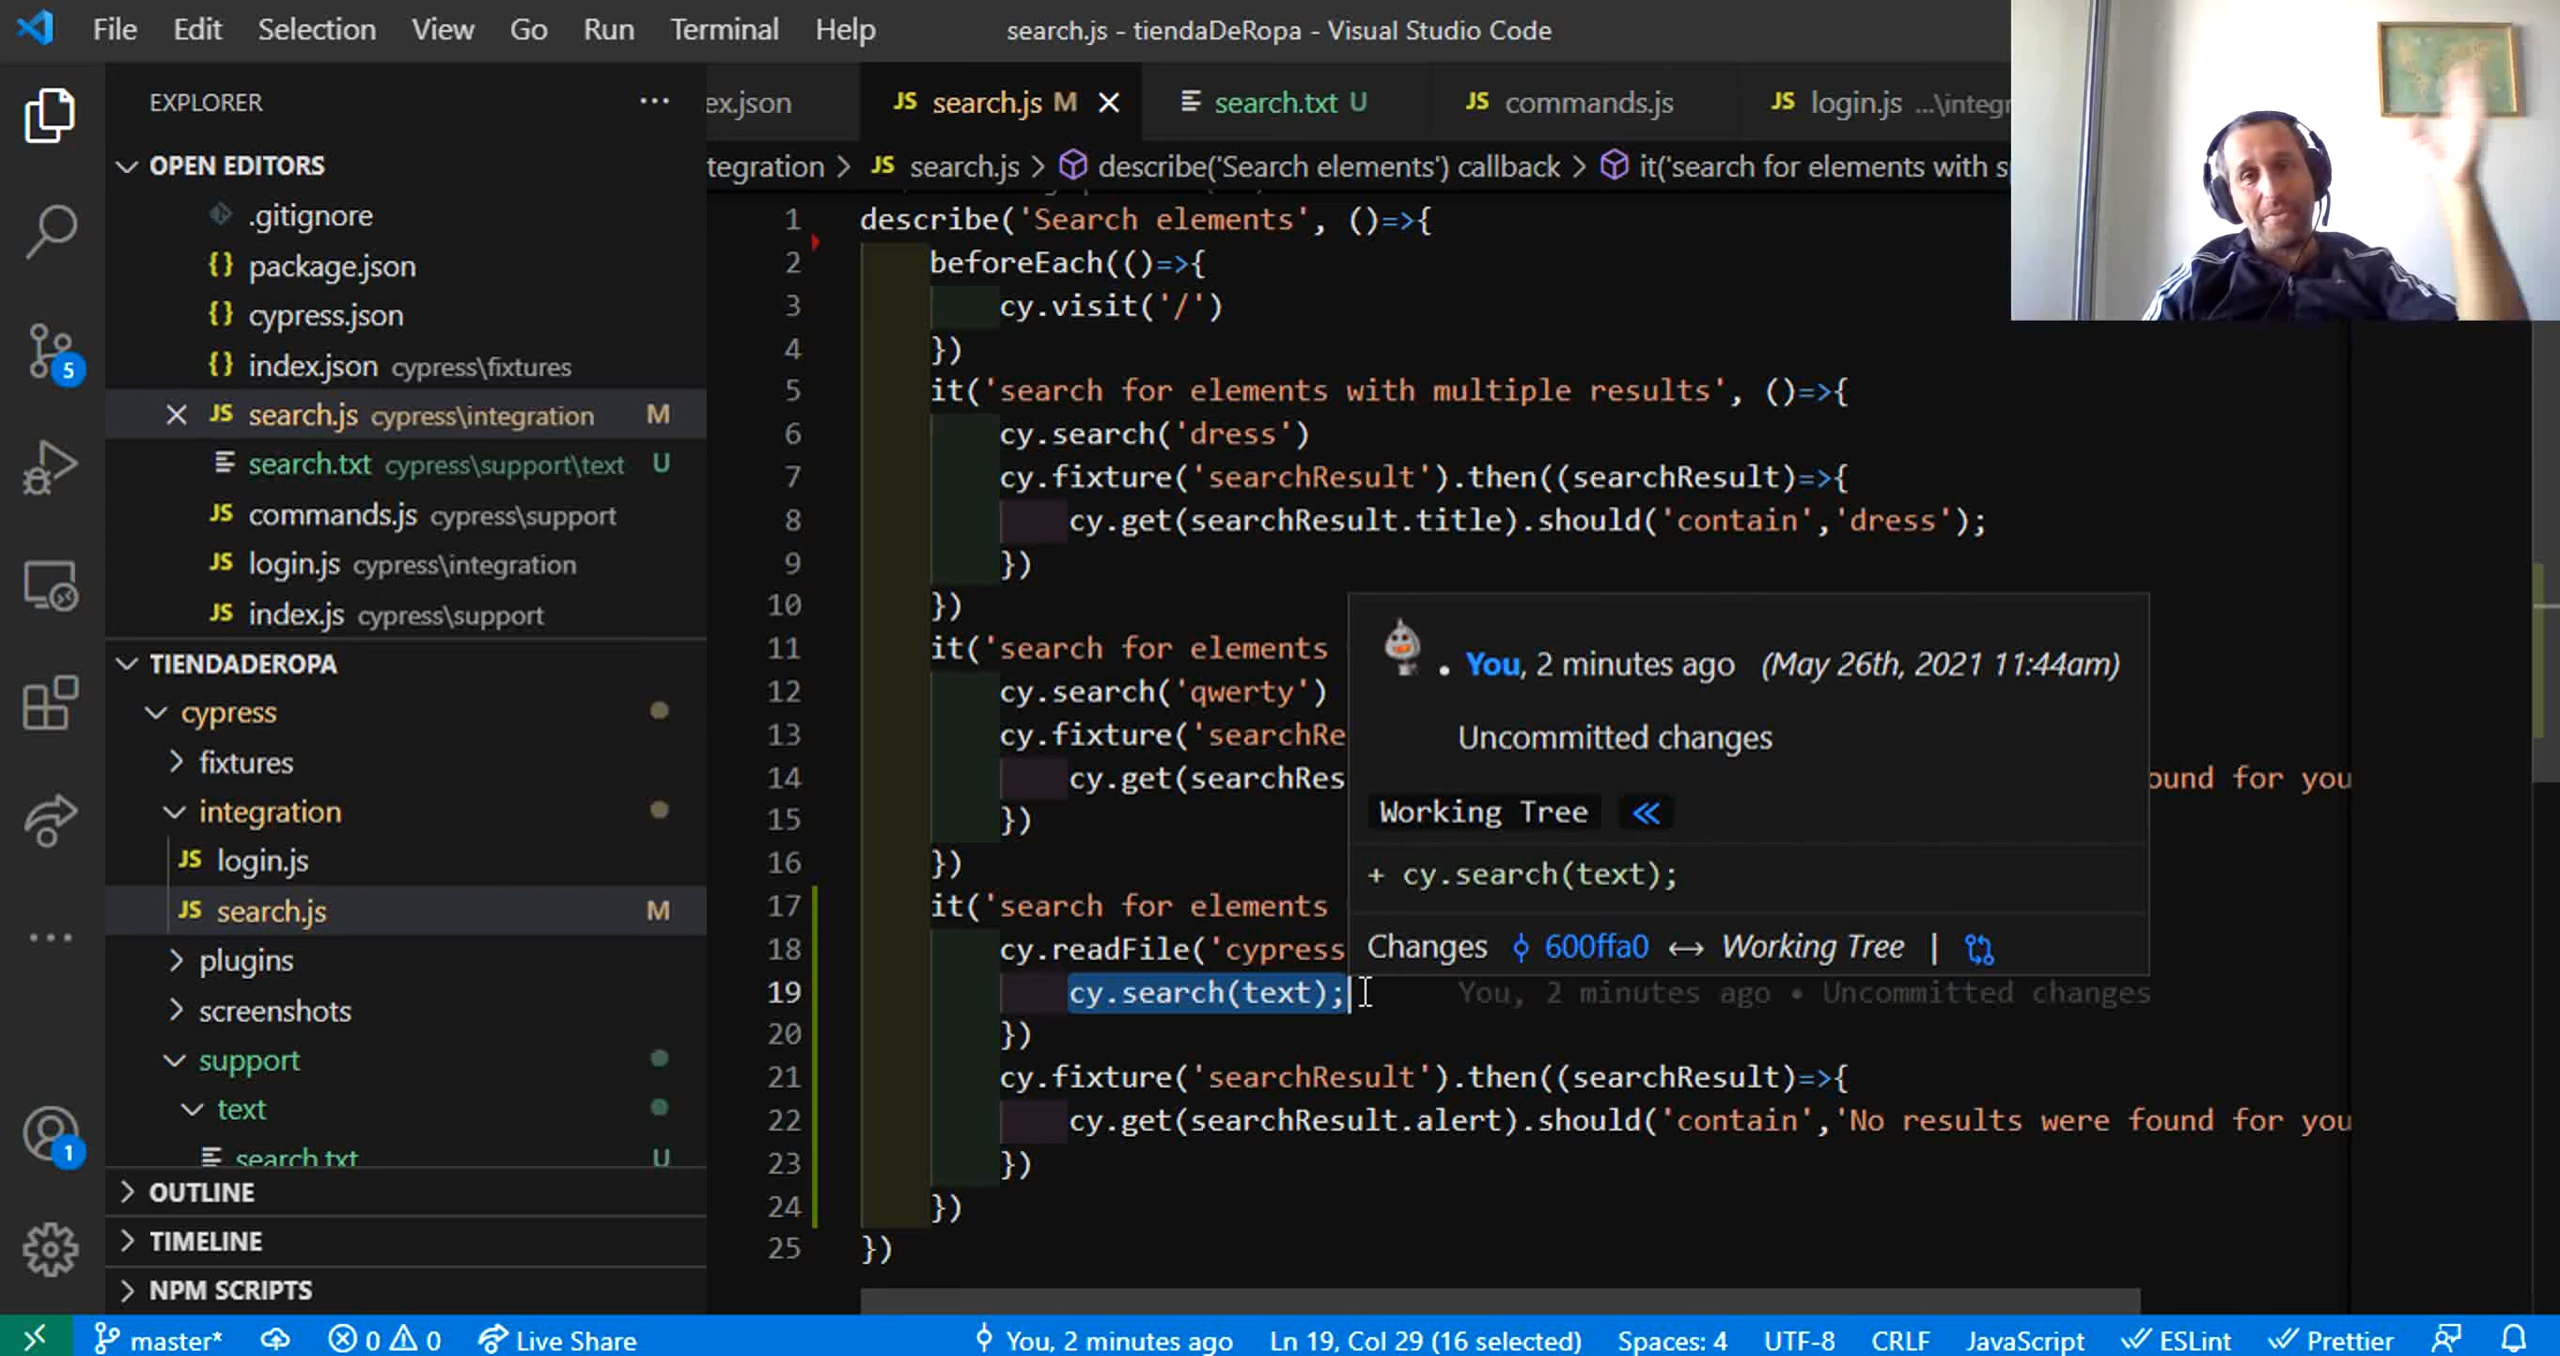 File Edit Selection View Go Run Terminal Help search.js - tiendaDeRopa - Visual Studio Code
EXPLORER ...
OPEN EDITORS
.gitignore
{} package.json
{} cypress.json
{} index.json cypress\fixtures
JS search.js cypress\integration M
search.txt cypress\support\text U
JS commands.js cypress\support
JS login.js cypress\integration
JS index.js cypress\support
TIENDADEROPA
cypress
fixtures
integration
JS login.js
JS search.js M
plugins
screenshots
support
text
search.txt U
OUTLINE
TIMELINE
NPM SCRIPTS
5
1
ex.json JS search.js M search.txt U JS commands.js JS login.js ...\integr
tegration > JS search.js > describe('Search elements') callback > it('search for elements with s
1 describe('Search elements', ()=>{
2 beforeEach(()=>{
3 cy.visit('/')
4 })
5 it('search for elements with multiple results', ()=>{
6 cy.search('dress')
7 cy.fixture('searchResult').then((searchResult)=>{
8 cy.get(searchResult.title).should('contain','dress');
9 })
10 })
11 it('search for elements
12 cy.search('qwerty')
13 cy.fixture('searchRe
14 cy.get(searchRes ound for you
15 })
16 })
17 it('search for elements
18 cy.readFile('cypress
19 cy.search(text); You, 2 minutes ago • Uncommitted changes
20 })
21 cy.fixture('searchResult').then((searchResult)=>{
22 cy.get(searchResult.alert).should('contain','No results were found for you
23 })
24 })
25 })
• You, 2 minutes ago (May 26th, 2021 11:44am)
Uncommitted changes
Working Tree
+ cy.search(text);
Changes 600ffa0 ↔ Working Tree |
master* 0 0 Live Share You, 2 minutes ago Ln 19, Col 29 (16 selected) Spaces: 4 UTF-8 CRLF JavaScript ESLint Prettier